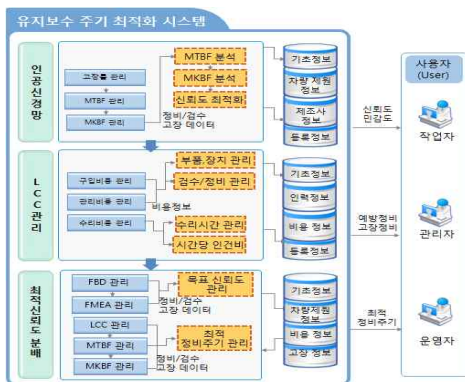 유지보수 주기 최적화 시스템
인공신경망
고장률 관리
MTBF 관리
MKBF 관리
MTBF 분석
MKBF 분석
신뢰도 최적화
정비/검수
고장 데이터
기초정보
차량 제원
정보
제조사
정보
등록정보
신뢰도
민감도
사용자
(User)
작업자
LCC관리
구입비용 관리
관리비용 관리
수리비용 관리
비용정보
부품,장치 관리
검수/정비 관리
수리시간 관리
시간당 인건비
기초정보
인력정보
비용 정보
등록정보
예방정비
고장정비
관리자
최적신뢰도 분배
FBD 관리
FMEA 관리
LCC 관리
MTBF 관리
MKBF 관리
목표 신뢰도
관리
정비/검수
고장 데이터
최적
정비주기 관리
정비/검수
고장 데이터
기초정보
차량제원
정보
비용 정보
고장 정보
최적
정비주기
운영자